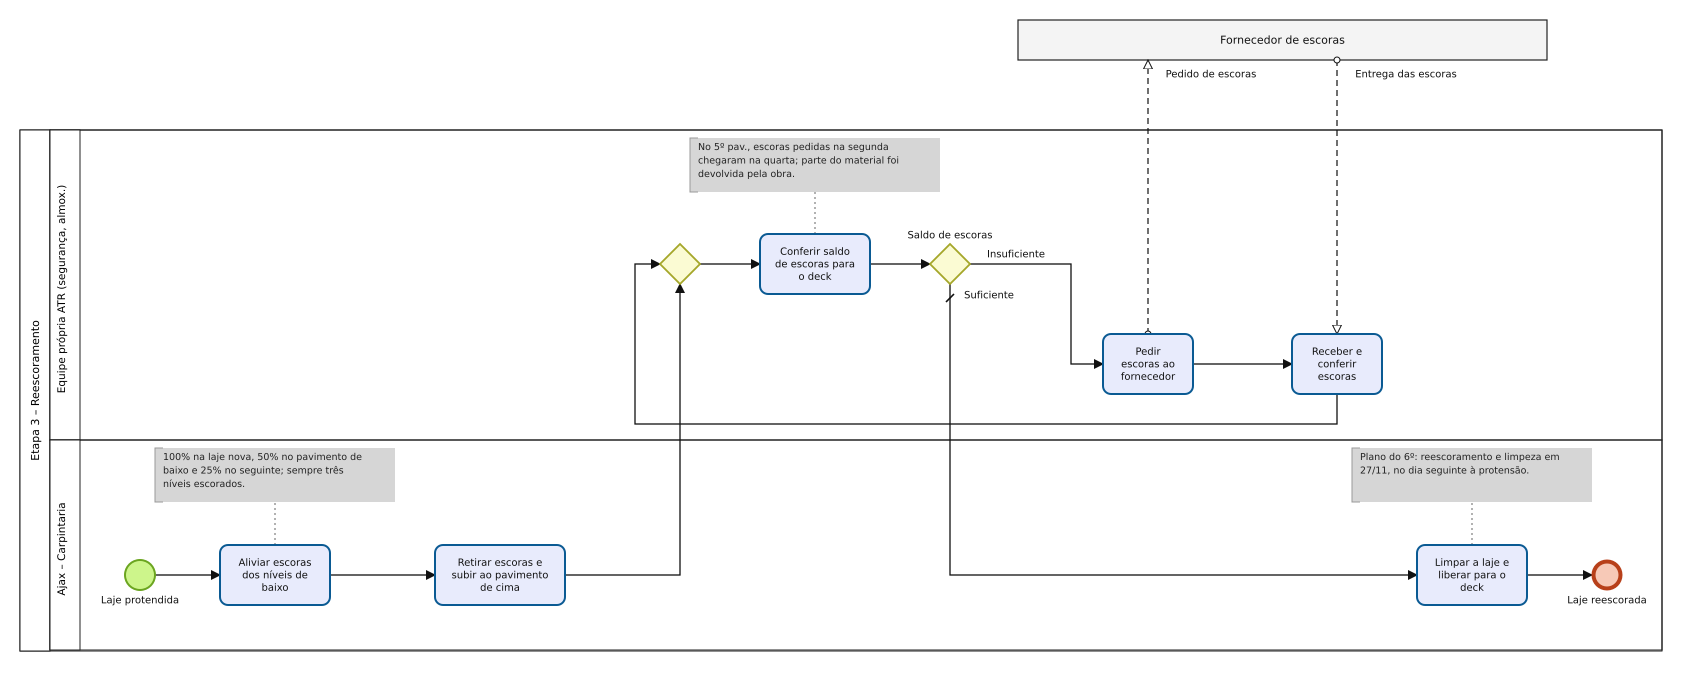 Fornecedor de escoras
Pedido de escoras
Entrega das escoras
Etapa 3 – Reescoramento
Equipe própria ATR (segurança, almox.)
No 5º pav., escoras pedidas na segunda
chegaram na quarta; parte do material foi
devolvida pela obra.
Conferir saldo
de escoras para
o deck
Saldo de escoras
Insuficiente
Suficiente
Pedir
escoras ao
fornecedor
Receber e
conferir
escoras
Ajax – Carpintaria
100% na laje nova, 50% no pavimento de
baixo e 25% no seguinte; sempre três
níveis escorados.
Laje protendida
Aliviar escoras
dos níveis de
baixo
Retirar escoras e
subir ao pavimento
de cima
Plano do 6º: reescoramento e limpeza em
27/11, no dia seguinte à protensão.
Limpar a laje e
liberar para o
deck
Laje reescorada